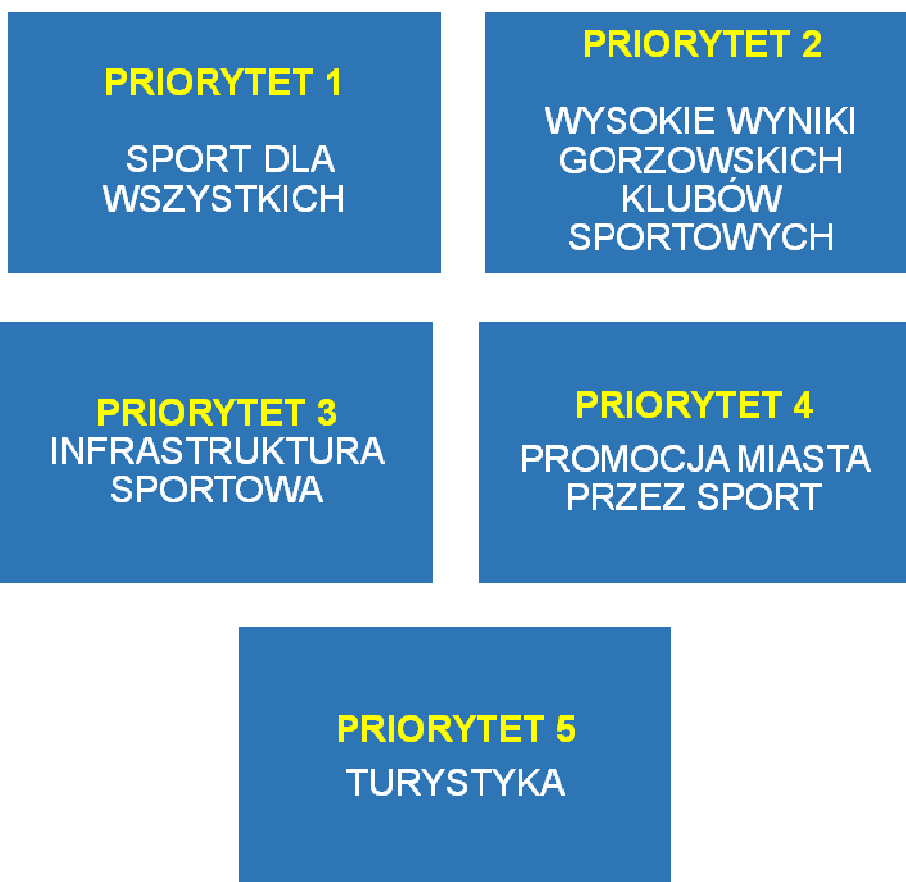 PRIORYTET 1
SPORT DLA
WSZYSTKICH
PRIORYTET 2
WYSOKIE WYNIKI
GORZOWSKICH
KLUBÓW
SPORTOWYCH
PRIORYTET 3
INFRASTRUKTURA
SPORTOWA
PRIORYTET 4
PROMOCJA MIASTA
PRZEZ SPORT
PRIORYTET 5
TURYSTYKA